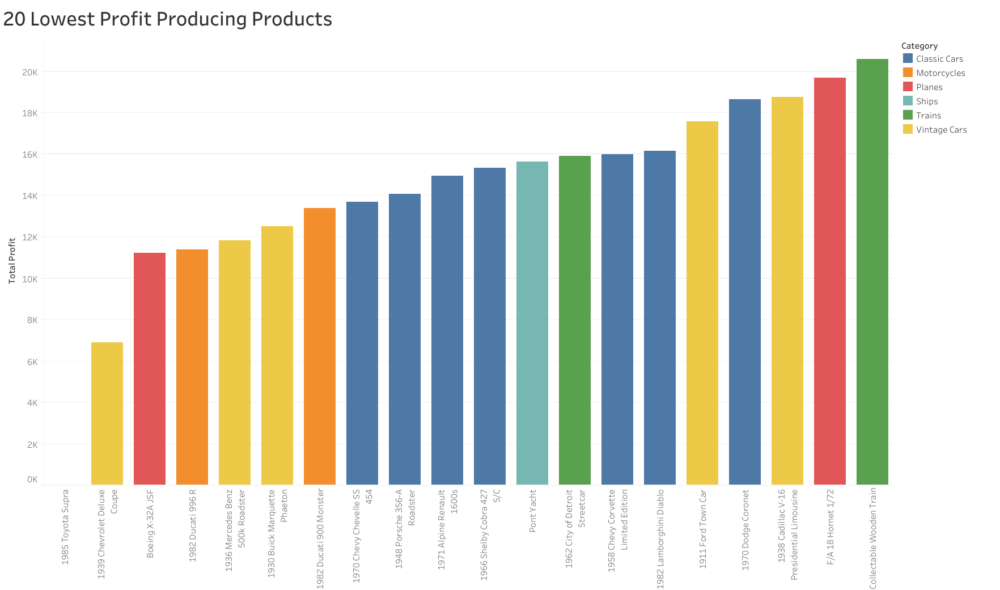 20 Lowest Profit Producing Products
Category
Classic Cars
Motorcycles
Planes
Ships
Trains
Vintage Cars
Total Profit
20K
18K
16K
14K
12K
10K
8K
6K
4K
2K
0K
1985 Toyota Supra
1939 Chevrolet Deluxe
Coupe
Boeing X-32A JSF
1982 Ducati 996 R
1936 Mercedes Benz
500k Roadster
1930 Buick Marquette
Phaeton
1982 Ducati 900 Monster
1970 Chevy Chevelle SS
454
1948 Porsche 356-A
Roadster
1971 Alpine Renault
1600s
1966 Shelby Cobra 427
S/C
Pont Yacht
1962 City of Detroit
Streetcar
1958 Chevy Corvette
Limited Edition
1982 Lamborghini Diablo
1911 Ford Town Car
1970 Dodge Coronet
1938 Cadillac V-16
Presidential Limousine
F/A 18 Hornet 1/72
Collectable Wooden Train